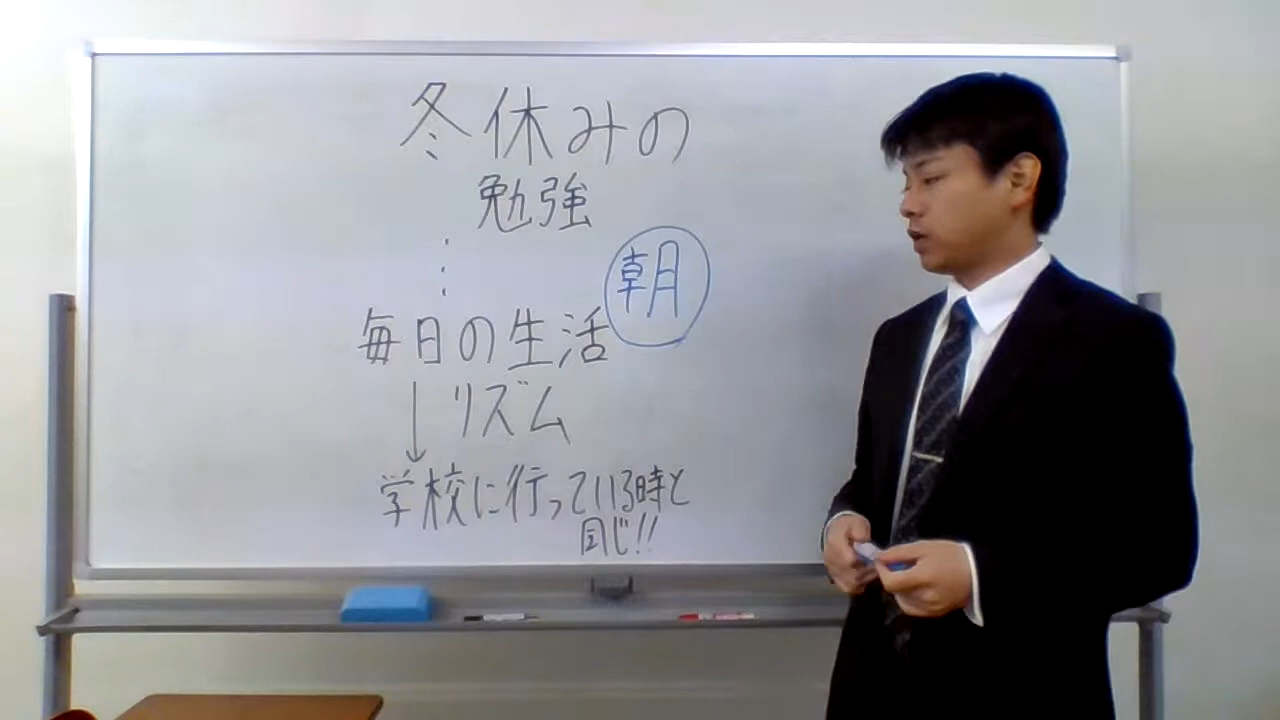 冬休みの
勉強
朝
毎日の生活
リズム
学校に行っている時と
同じ!!